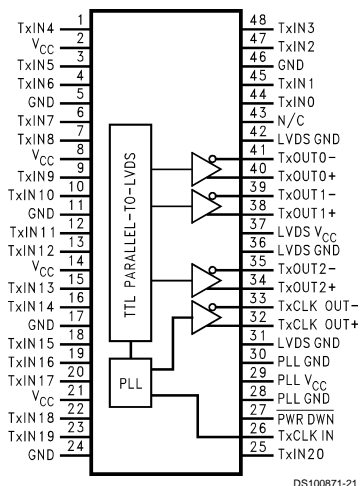 TxIN4 1
VCC 2
TxIN5 3
TxIN6 4
GND 5
TxIN7 6
TxIN8 7
VCC 8
TxIN9 9
TxIN10 10
GND 11
TxIN11 12
TxIN12 13
VCC 14
TxIN13 15
TxIN14 16
GND 17
TxIN15 18
TxIN16 19
TxIN17 20
VCC 21
TxIN18 22
TxIN19 23
GND 24
TTL PARALLEL-TO-LVDS
PLL
48 TxIN3
47 TxIN2
46 GND
45 TxIN1
44 TxIN0
43 N/C
42 LVDS GND
41 TxOUT0−
40 TxOUT0+
39 TxOUT1−
38 TxOUT1+
37 LVDS VCC
36 LVDS GND
35 TxOUT2−
34 TxOUT2+
33 TxCLK OUT−
32 TxCLK OUT+
31 LVDS GND
30 PLL GND
29 PLL VCC
28 PLL GND
27 PWR DWN
26 TxCLK IN
25 TxIN20
DS100871-21